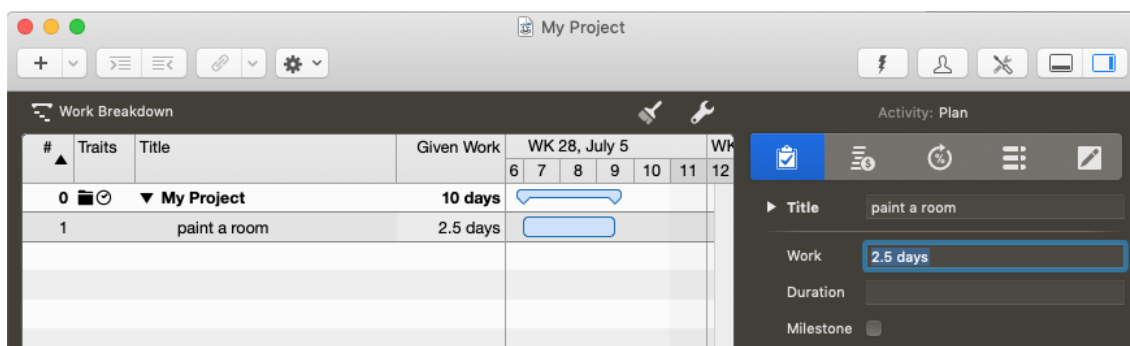 My Project
Work Breakdown
Activity: Plan
# Traits Title Given Work WK 28, July 5 WK
6 7 8 9 10 11 12
0 My Project 10 days
Title paint a room
1 paint a room 2.5 days
Work 2.5 days
Duration
Milestone